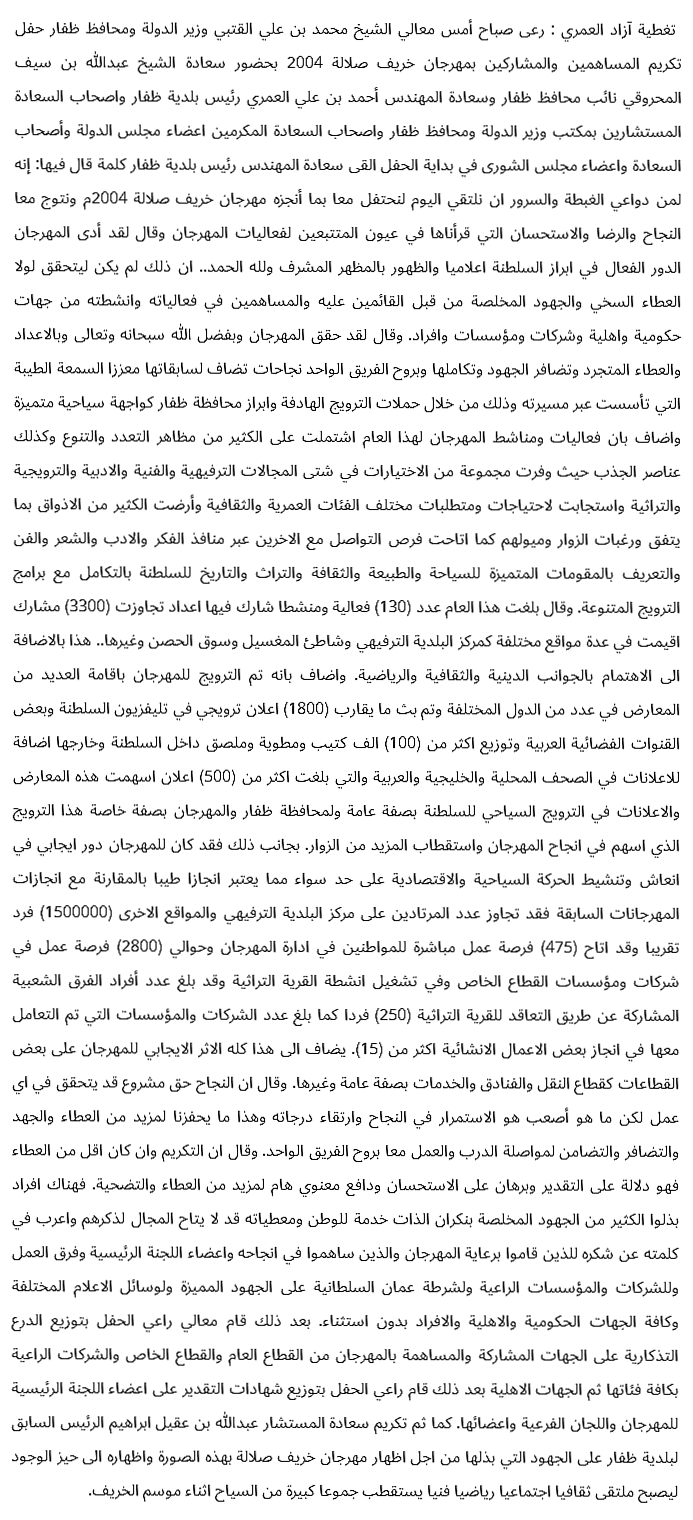 تغطية آزاد العمري : رعى صباح أمس معالي الشيخ محمد بن علي القتبي وزير الدولة ومحافظ ظفار حفل
تكريم المساهمين والمشاركين بمهرجان خريف صلالة 2004 بحضور سعادة الشيخ عبدالله بن سيف
المحروقي نائب محافظ ظفار وسعادة المهندس أحمد بن علي العمري رئيس بلدية ظفار واصحاب السعادة
المستشارين بمكتب وزير الدولة ومحافظ ظفار واصحاب السعادة المكرمين اعضاء مجلس الدولة وأصحاب
السعادة واعضاء مجلس الشورى في بداية الحفل القى سعادة المهندس رئيس بلدية ظفار كلمة قال فيها: إنه
لمن دواعي الغبطة والسرور ان نلتقي اليوم لنحتفل معا بما أنجزه مهرجان خريف صلالة 2004م ونتوج معا
النجاح والرضا والاستحسان التي قرأناها في عيون المتتبعين لفعاليات المهرجان وقال لقد أدى المهرجان
الدور الفعال في ابراز السلطنة اعلاميا والظهور بالمظهر المشرف ولله الحمد.. ان ذلك لم يكن ليتحقق لولا
العطاء السخي والجهود المخلصة من قبل القائمين عليه والمساهمين في فعالياته وانشطته من جهات
حكومية واهلية وشركات ومؤسسات وافراد. وقال لقد حقق المهرجان وبفضل الله سبحانه وتعالى وبالاعداد
والعطاء المتجرد وتضافر الجهود وتكاملها وبروح الفريق الواحد نجاحات تضاف لسابقاتها معززا السمعة الطيبة
التي تأسست عبر مسيرته وذلك من خلال حملات الترويج الهادفة وابراز محافظة ظفار كواجهة سياحية متميزة
واضاف بان فعاليات ومناشط المهرجان لهذا العام اشتملت على الكثير من مظاهر التعدد والتنوع وكذلك
عناصر الجذب حيث وفرت مجموعة من الاختيارات في شتى المجالات الترفيهية والفنية والادبية والترويجية
والتراثية واستجابت لاحتياجات ومتطلبات مختلف الفئات العمرية والثقافية وأرضت الكثير من الاذواق بما
يتفق ورغبات الزوار وميولهم كما اتاحت فرص التواصل مع الاخرين عبر منافذ الفكر والادب والشعر والفن
والتعريف بالمقومات المتميزة للسياحة والطبيعة والثقافة والتراث والتاريخ للسلطنة بالتكامل مع برامج
الترويج المتنوعة. وقال بلغت هذا العام عدد (130) فعالية ومنشطا شارك فيها اعداد تجاوزت (3300) مشارك
اقيمت في عدة مواقع مختلفة كمركز البلدية الترفيهي وشاطئ المغسيل وسوق الحصن وغيرها.. هذا بالاضافة
الى الاهتمام بالجوانب الدينية والثقافية والرياضية. واضاف بانه تم الترويج للمهرجان باقامة العديد من
المعارض في عدد من الدول المختلفة وتم بث ما يقارب (1800) اعلان ترويجي في تليفزيون السلطنة وبعض
القنوات الفضائية العربية وتوزيع اكثر من (100) الف كتيب ومطوية وملصق داخل السلطنة وخارجها اضافة
للاعلانات في الصحف المحلية والخليجية والعربية والتي بلغت اكثر من (500) اعلان اسهمت هذه المعارض
والاعلانات في الترويج السياحي للسلطنة بصفة عامة ولمحافظة ظفار والمهرجان بصفة خاصة هذا الترويج
الذي اسهم في انجاح المهرجان واستقطاب المزيد من الزوار. بجانب ذلك فقد كان للمهرجان دور ايجابي في
انعاش وتنشيط الحركة السياحية والاقتصادية على حد سواء مما يعتبر انجازا طيبا بالمقارنة مع انجازات
المهرجانات السابقة فقد تجاوز عدد المرتادين على مركز البلدية الترفيهي والمواقع الاخرى (1500000) فرد
تقريبا وقد اتاح (475) فرصة عمل مباشرة للمواطنين في ادارة المهرجان وحوالي (2800) فرصة عمل في
شركات ومؤسسات القطاع الخاص وفي تشغيل انشطة القرية التراثية وقد بلغ عدد أفراد الفرق الشعبية
المشاركة عن طريق التعاقد للقرية التراثية (250) فردا كما بلغ عدد الشركات والمؤسسات التي تم التعامل
معها في انجاز بعض الاعمال الانشائية اكثر من (15). يضاف الى هذا كله الاثر الايجابي للمهرجان على بعض
القطاعات كقطاع النقل والفنادق والخدمات بصفة عامة وغيرها. وقال ان النجاح حق مشروع قد يتحقق في اي
عمل لكن ما هو أصعب هو الاستمرار في النجاح وارتقاء درجاته وهذا ما يحفزنا لمزيد من العطاء والجهد
والتضافر والتضامن لمواصلة الدرب والعمل معا بروح الفريق الواحد. وقال ان التكريم وان كان اقل من العطاء
فهو دلالة على التقدير وبرهان على الاستحسان ودافع معنوي هام لمزيد من العطاء والتضحية. فهناك افراد
بذلوا الكثير من الجهود المخلصة بنكران الذات خدمة للوطن ومعطياته قد لا يتاح المجال لذكرهم واعرب في
كلمته عن شكره للذين قاموا برعاية المهرجان والذين ساهموا في انجاحه واعضاء اللجنة الرئيسية وفرق العمل
وللشركات والمؤسسات الراعية ولشرطة عمان السلطانية على الجهود المميزة ولوسائل الاعلام المختلفة
وكافة الجهات الحكومية والاهلية والافراد بدون استثناء. بعد ذلك قام معالي راعي الحفل بتوزيع الدرع
التذكارية على الجهات المشاركة والمساهمة بالمهرجان من القطاع العام والقطاع الخاص والشركات الراعية
بكافة فئاتها ثم الجهات الاهلية بعد ذلك قام راعي الحفل بتوزيع شهادات التقدير على اعضاء اللجنة الرئيسية
للمهرجان واللجان الفرعية واعضائها. كما ثم تكريم سعادة المستشار عبدالله بن عقيل ابراهيم الرئيس السابق
لبلدية ظفار على الجهود التي بذلها من اجل اظهار مهرجان خريف صلالة بهذه الصورة واظهاره الى حيز الوجود
ليصبح ملتقى ثقافيا اجتماعيا رياضيا فنيا يستقطب جموعا كبيرة من السياح اثناء موسم الخريف.